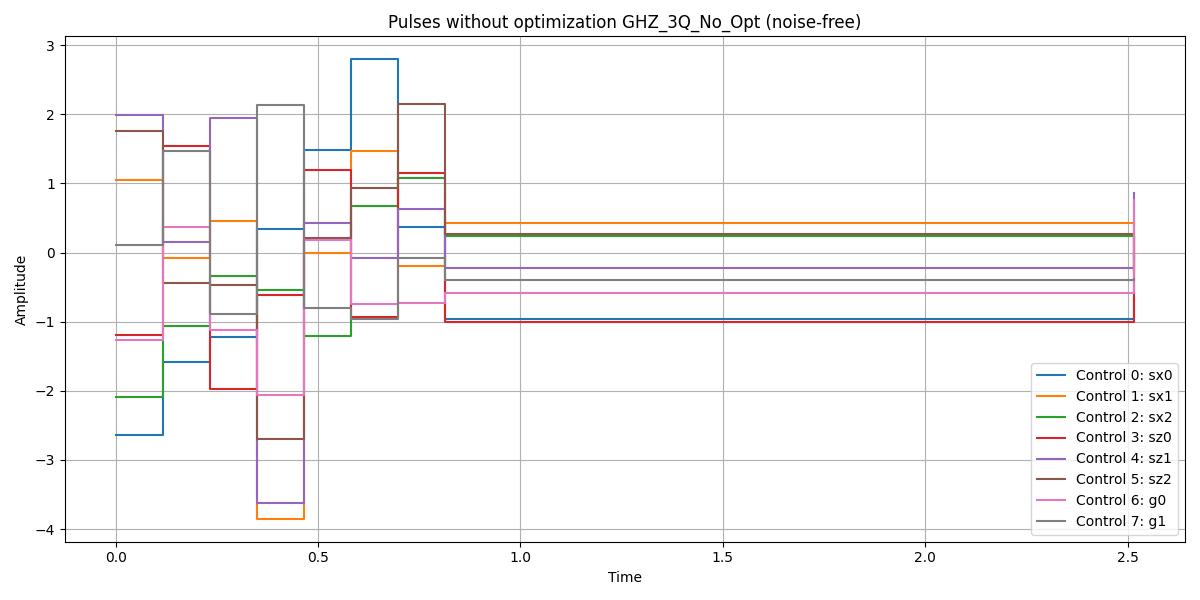 Pulses without optimization GHZ_3Q_No_Opt (noise-free)
3
2
1
0
−1
−2
−3
−4
Amplitude
0.0 0.5 1.0 1.5 2.0 2.5
Time
Control 0: sx0
Control 1: sx1
Control 2: sx2
Control 3: sz0
Control 4: sz1
Control 5: sz2
Control 6: g0
Control 7: g1